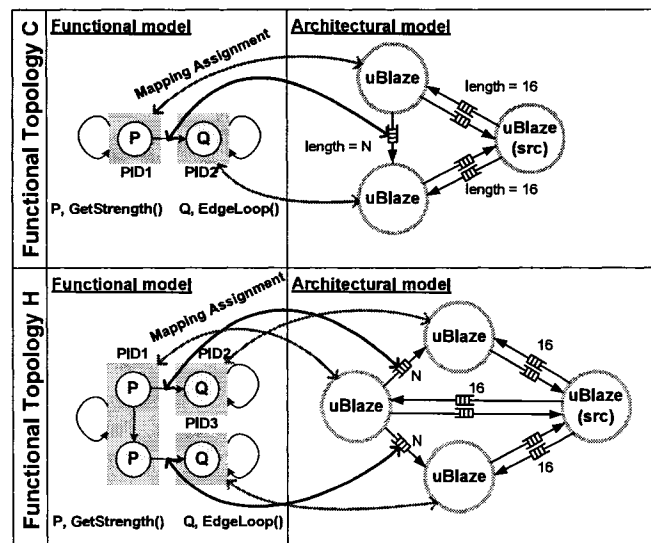 Functional Topology C
Functional model
Architectural model
Mapping Assignment
uBlaze
length = 16
P
Q
uBlaze
(src)
length = N
PID1
PID2
uBlaze
length = 16
P, GetStrength()
Q, EdgeLoop()
Functional Topology H
Functional model
Architectural model
Mapping Assignment
PID1
PID2
uBlaze
16
P
Q
N
uBlaze
16
uBlaze
(src)
PID3
N
P
Q
uBlaze
16
P, GetStrength()
Q, EdgeLoop()